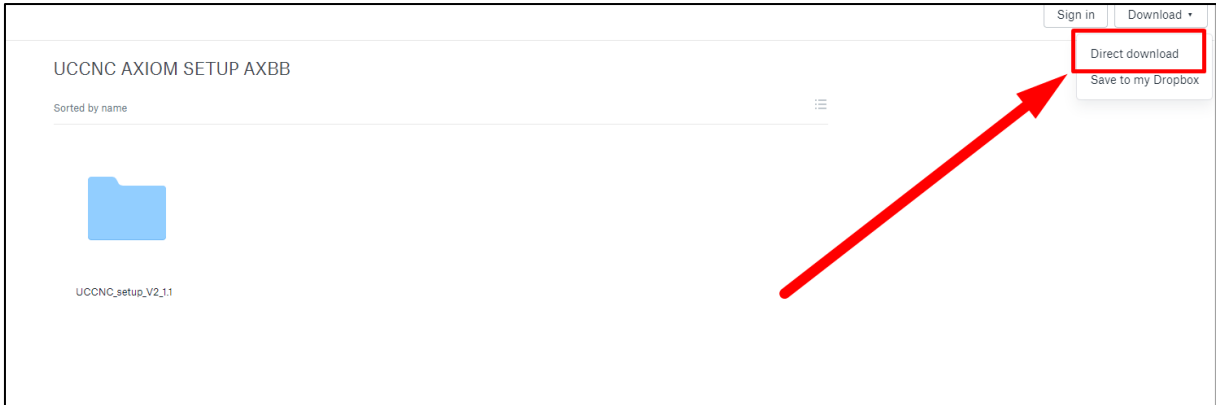 Sign in
Download
Direct download
Save to my Dropbox
UCCNC AXIOM SETUP AXBB
Sorted by name
UCCNC_setup_V2_1.1